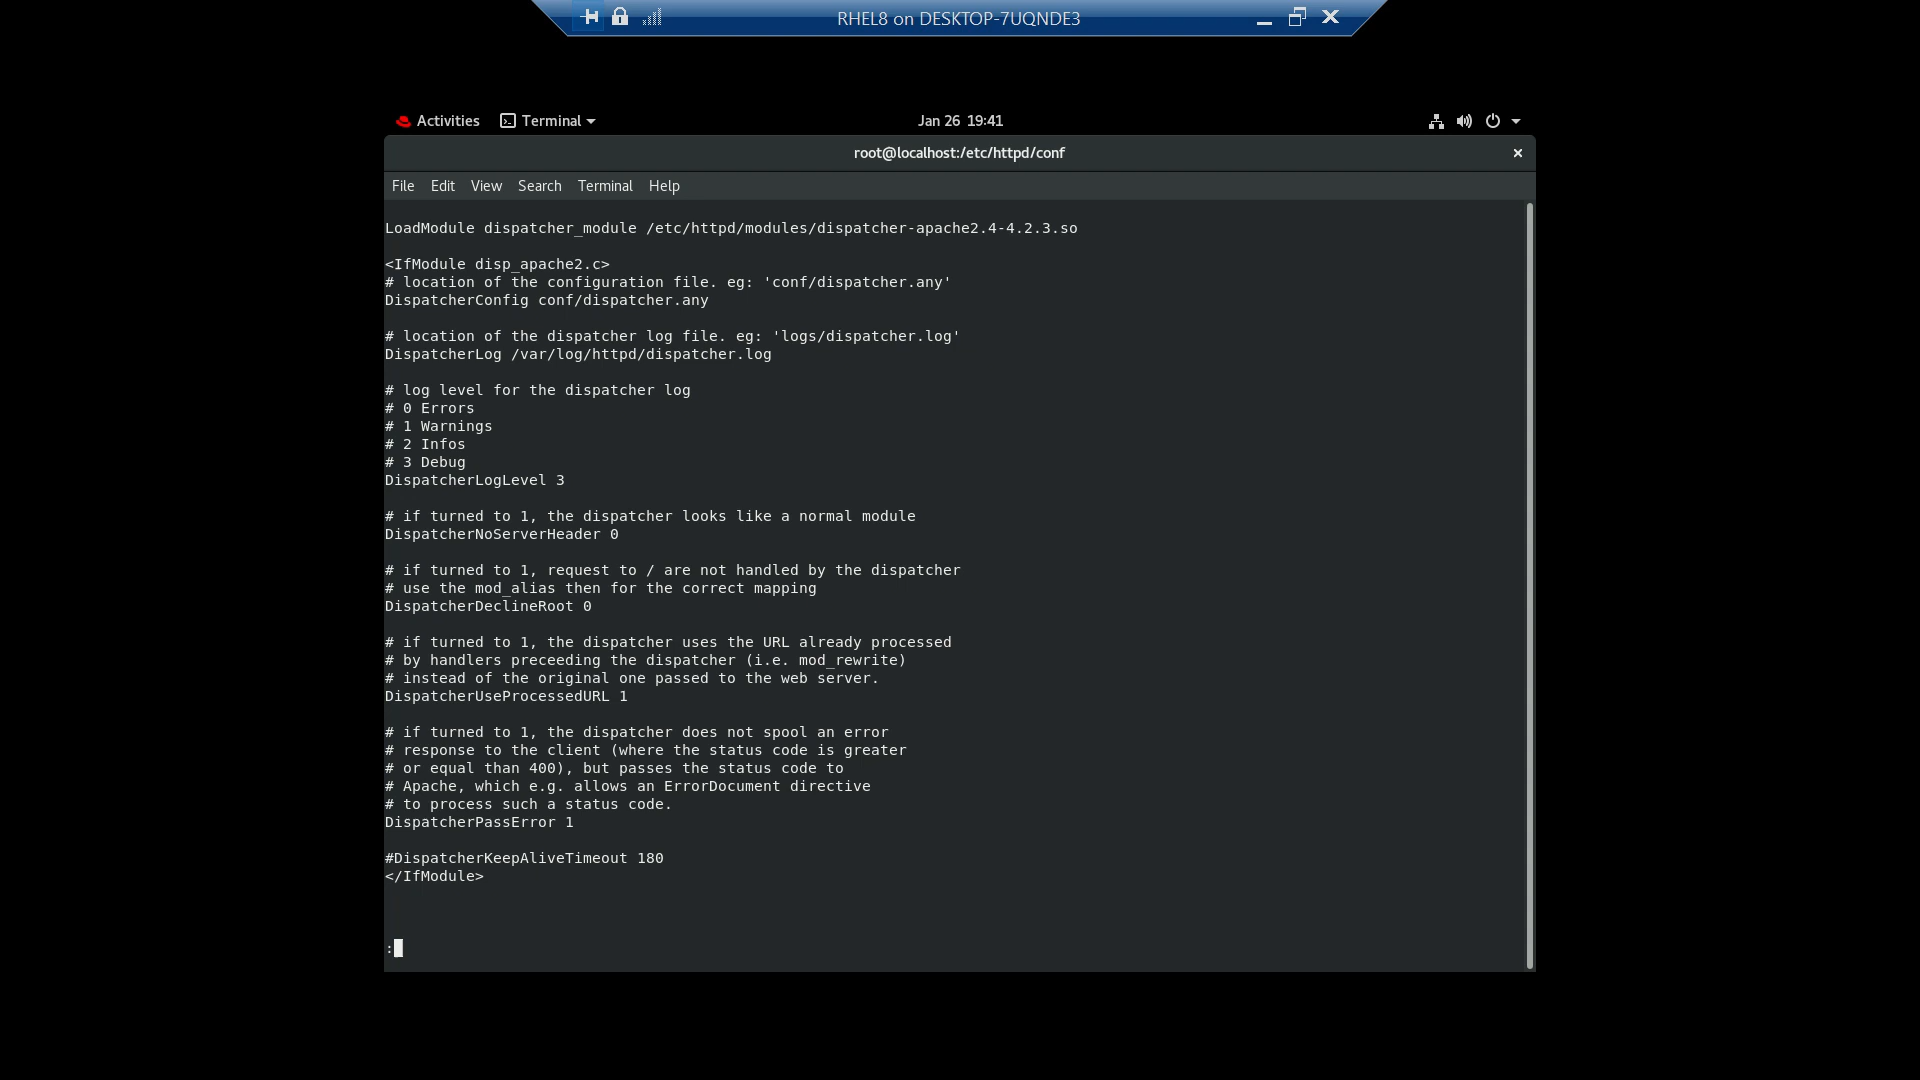 RHEL8 on DESKTOP-7UQNDE3
Activities Terminal Jan 26 19:41
root@localhost:/etc/httpd/conf
File Edit View Search Terminal Help
LoadModule dispatcher_module /etc/httpd/modules/dispatcher-apache2.4-4.2.3.so
<IfModule disp_apache2.c>
# location of the configuration file. eg: 'conf/dispatcher.any'
DispatcherConfig conf/dispatcher.any
# location of the dispatcher log file. eg: 'logs/dispatcher.log'
DispatcherLog /var/log/httpd/dispatcher.log
# log level for the dispatcher log
# 0 Errors
# 1 Warnings
# 2 Infos
# 3 Debug
DispatcherLogLevel 3
# if turned to 1, the dispatcher looks like a normal module
DispatcherNoServerHeader 0
# if turned to 1, request to / are not handled by the dispatcher
# use the mod_alias then for the correct mapping
DispatcherDeclineRoot 0
# if turned to 1, the dispatcher uses the URL already processed
# by handlers preceeding the dispatcher (i.e. mod_rewrite)
# instead of the original one passed to the web server.
DispatcherUseProcessedURL 1
# if turned to 1, the dispatcher does not spool an error
# response to the client (where the status code is greater
# or equal than 400), but passes the status code to
# Apache, which e.g. allows an ErrorDocument directive
# to process such a status code.
DispatcherPassError 1
#DispatcherKeepAliveTimeout 180
</IfModule>
: